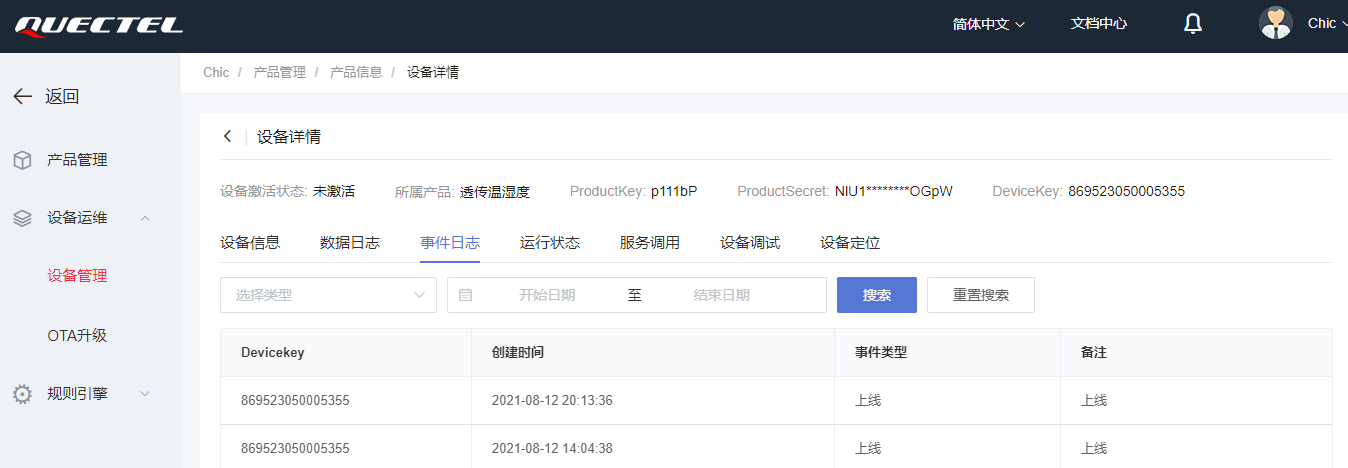 QUECTEL 简体中文 文档中心 Chic
返回
产品管理
设备运维
设备管理
OTA升级
规则引擎
Chic / 产品管理 / 产品信息 / 设备详情
设备详情
设备激活状态: 未激活 所属产品: 透传温湿度 ProductKey: p111bP ProductSecret: NIU1********OGpW DeviceKey: 869523050005355
设备信息 数据日志 事件日志 运行状态 服务调用 设备调试 设备定位
选择类型 开始日期 至 结束日期 搜索 重置搜索
Devicekey 创建时间 事件类型 备注
869523050005355 2021-08-12 20:13:36 上线 上线
869523050005355 2021-08-12 14:04:38 上线 上线